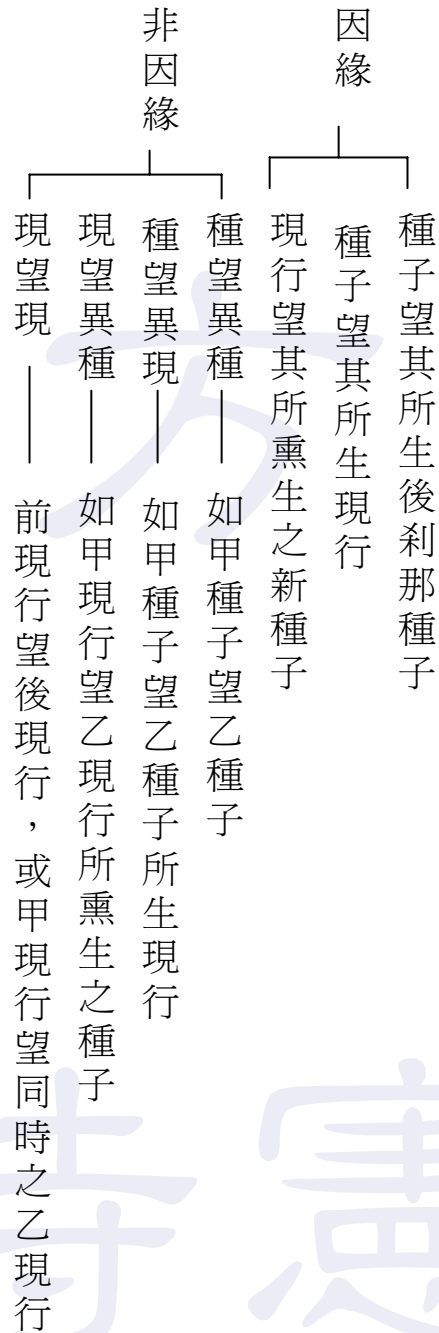 因緣
種子望其所生後剎那種子
種子望其所生現行
現行望其所熏生之新種子
非因緣
種望異種 如甲種子望乙種子
種望異現 如甲種子望乙種子所生現行
現望異種 如甲現行望乙現行所熏生之種子
現望現 前現行望後現行，或甲現行望同時之乙現行
方
憲
寺